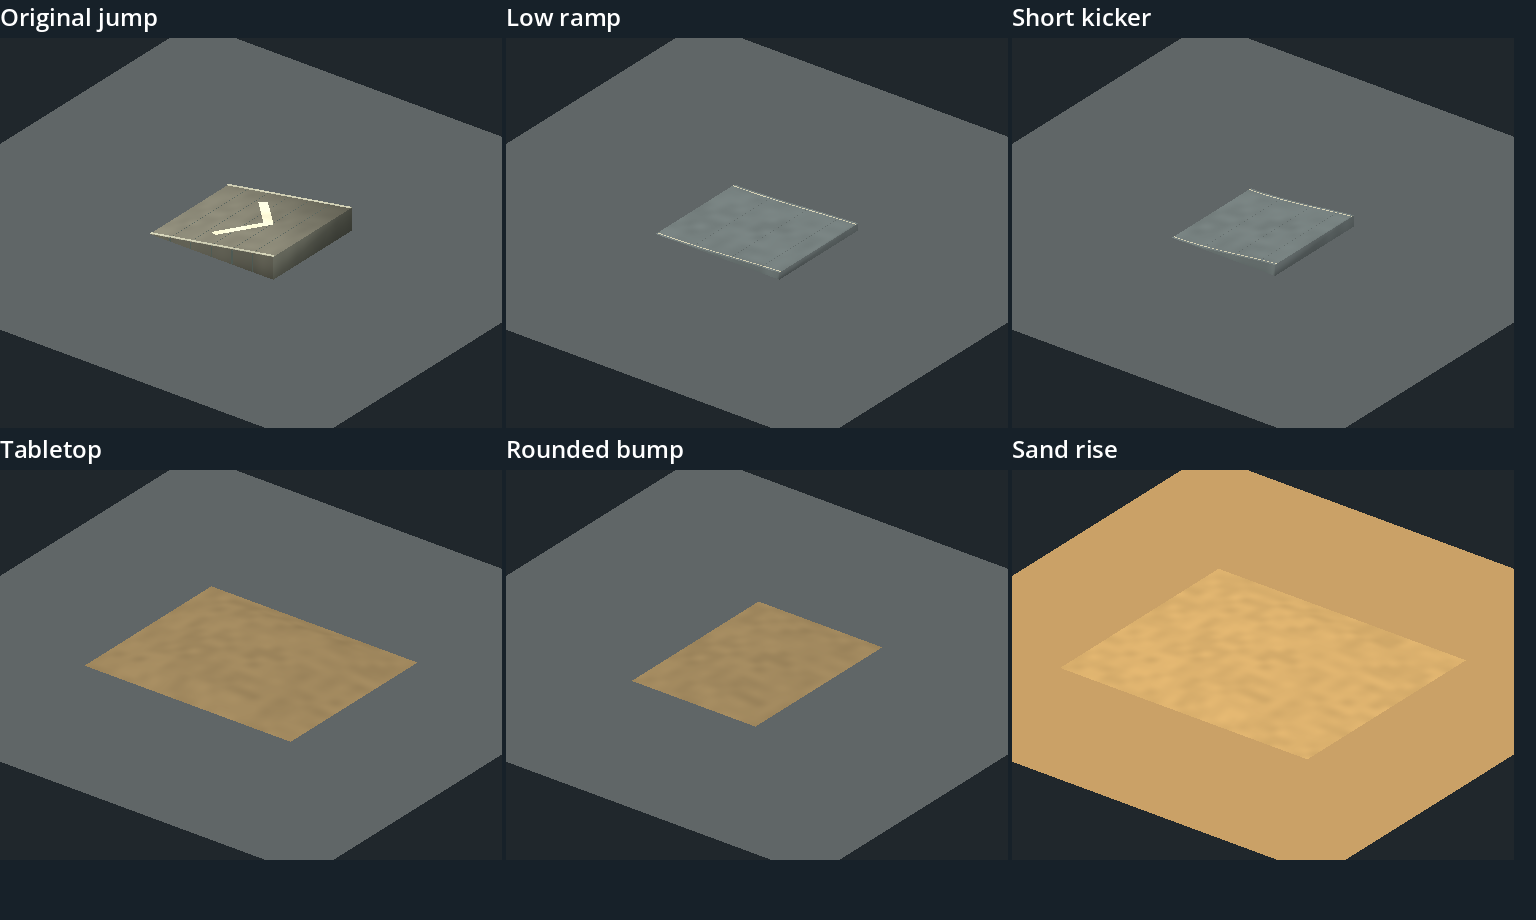 Original jump
Low ramp
Short kicker
Tabletop
Rounded bump
Sand rise